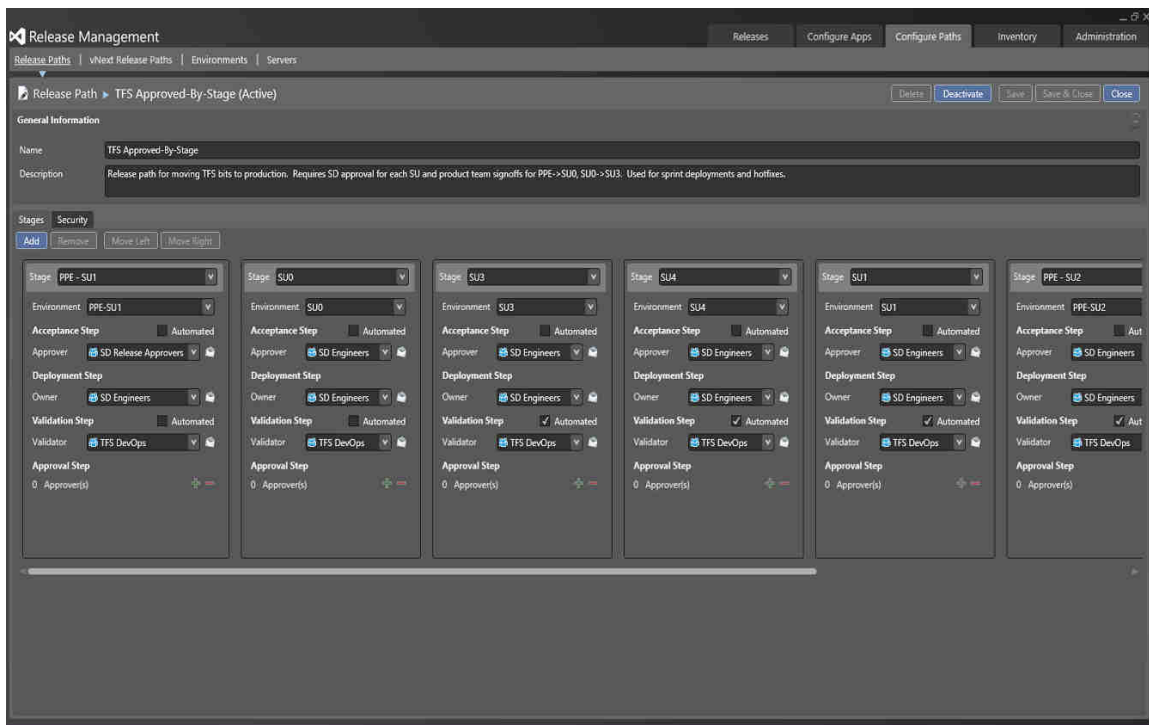 Release Management
Releases Configure Apps Configure Paths Inventory Administration
Release Paths | vNext Release Paths | Environments | Servers
Release Path ▸ TFS Approved-By-Stage (Active)
Delete Deactivate Save Save & Close Close
General Information
Name TFS Approved-By-Stage
Description Release path for moving TFS bits to production. Requires SD approval for each SU and product team signoffs for PPE->SU0, SU0->SU3. Used for sprint deployments and hotfixes.
Stages Security
Add Remove Move Left Move Right
Stage PPE - SU1 Stage SU0 Stage SU3 Stage SU4 Stage SU1 Stage PPE - SU2
Environment PPE-SU1 Environment SU0 Environment SU3 Environment SU4 Environment SU1 Environment PPE-SU2
Acceptance Step Automated Acceptance Step Automated Acceptance Step Automated Acceptance Step Automated Acceptance Step Automated Acceptance Step Aut
Approver SD Release Approvers Approver SD Engineers Approver SD Engineers Approver SD Engineers Approver SD Engineers Approver SD Engineers
Deployment Step Deployment Step Deployment Step Deployment Step Deployment Step Deployment Step
Owner SD Engineers Owner SD Engineers Owner SD Engineers Owner SD Engineers Owner SD Engineers Owner SD Engineers
Validation Step Automated Validation Step Automated Validation Step Automated Validation Step Automated Validation Step Automated Validation Step Aut
Validator TFS DevOps Validator TFS DevOps Validator TFS DevOps Validator TFS DevOps Validator TFS DevOps Validator TFS DevOps
Approval Step Approval Step Approval Step Approval Step Approval Step Approval Step
0 Approver(s) 0 Approver(s) 0 Approver(s) 0 Approver(s) 0 Approver(s) 0 Approver(s)